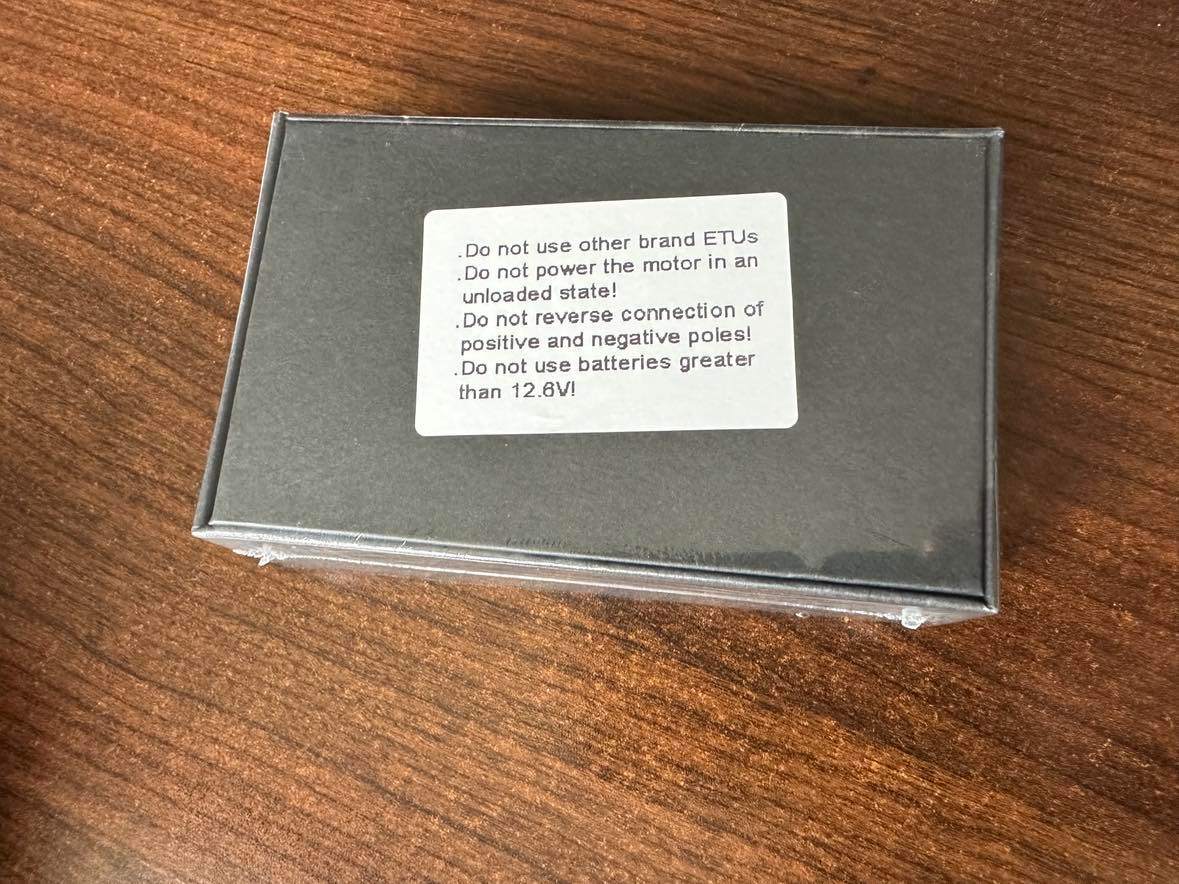 .Do not use other brand ETUs
.Do not power the motor in an
unloaded state!
.Do not reverse connection of
positive and negative poles!
.Do not use batteries greater
than 12.6V!